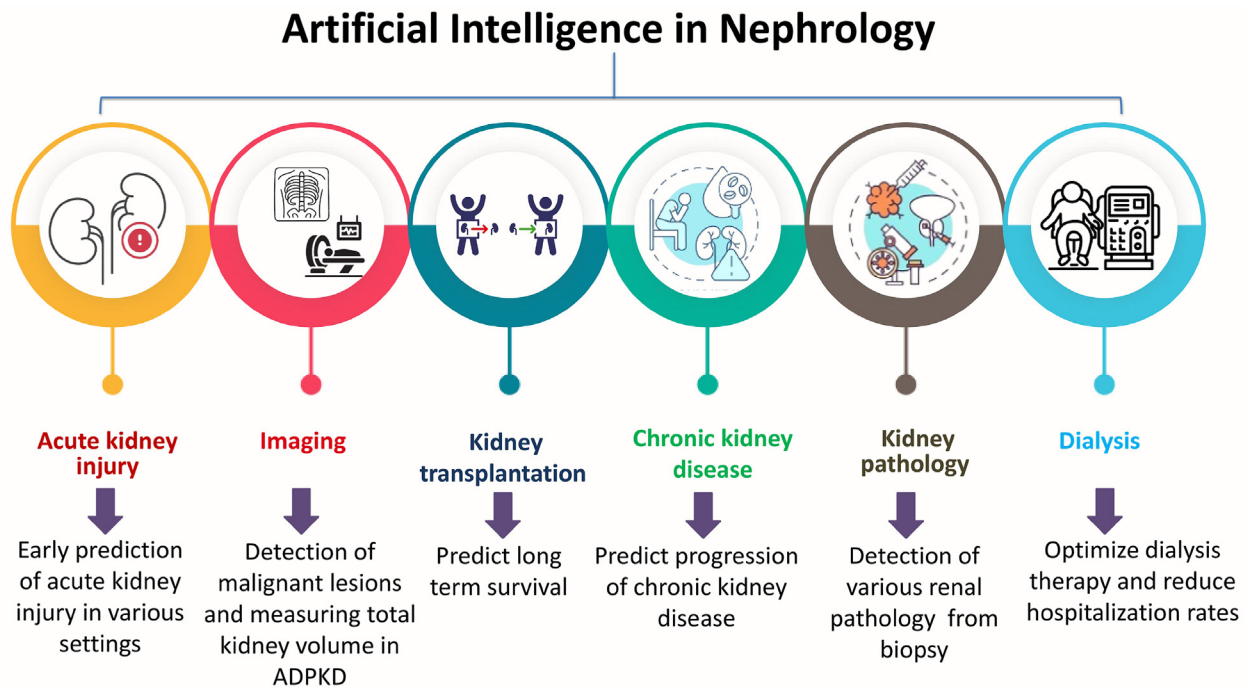 Artificial Intelligence in Nephrology
Acute kidney
injury
Early prediction
of acute kidney
injury in various
settings
Imaging
Detection of
malignant lesions
and measuring total
kidney volume in
ADPKD
Kidney
transplantation
Predict long
term survival
Chronic kidney
disease
Predict progression
of chronic kidney
disease
Kidney
pathology
Detection of
various renal
pathology from
biopsy
Dialysis
Optimize dialysis
therapy and reduce
hospitalization rates